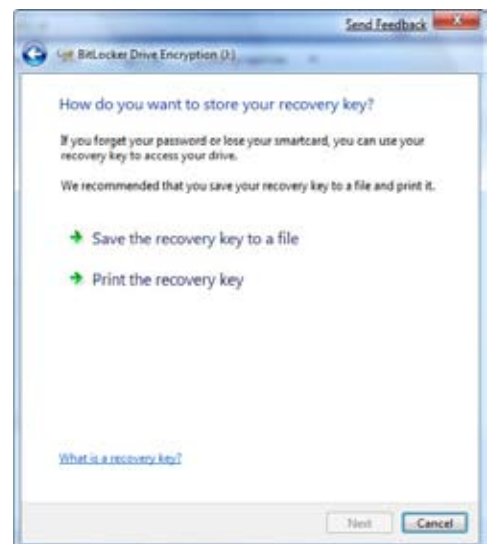 Send Feedback
BitLocker Drive Encryption
How do you want to store your recovery key?
If you forget your password or lose your smartcard, you can use your
recovery key to access your drive.
We recommended that you save your recovery key to a file and print it.
Save the recovery key to a file
Print the recovery key
What is a recovery key?
Next Cancel